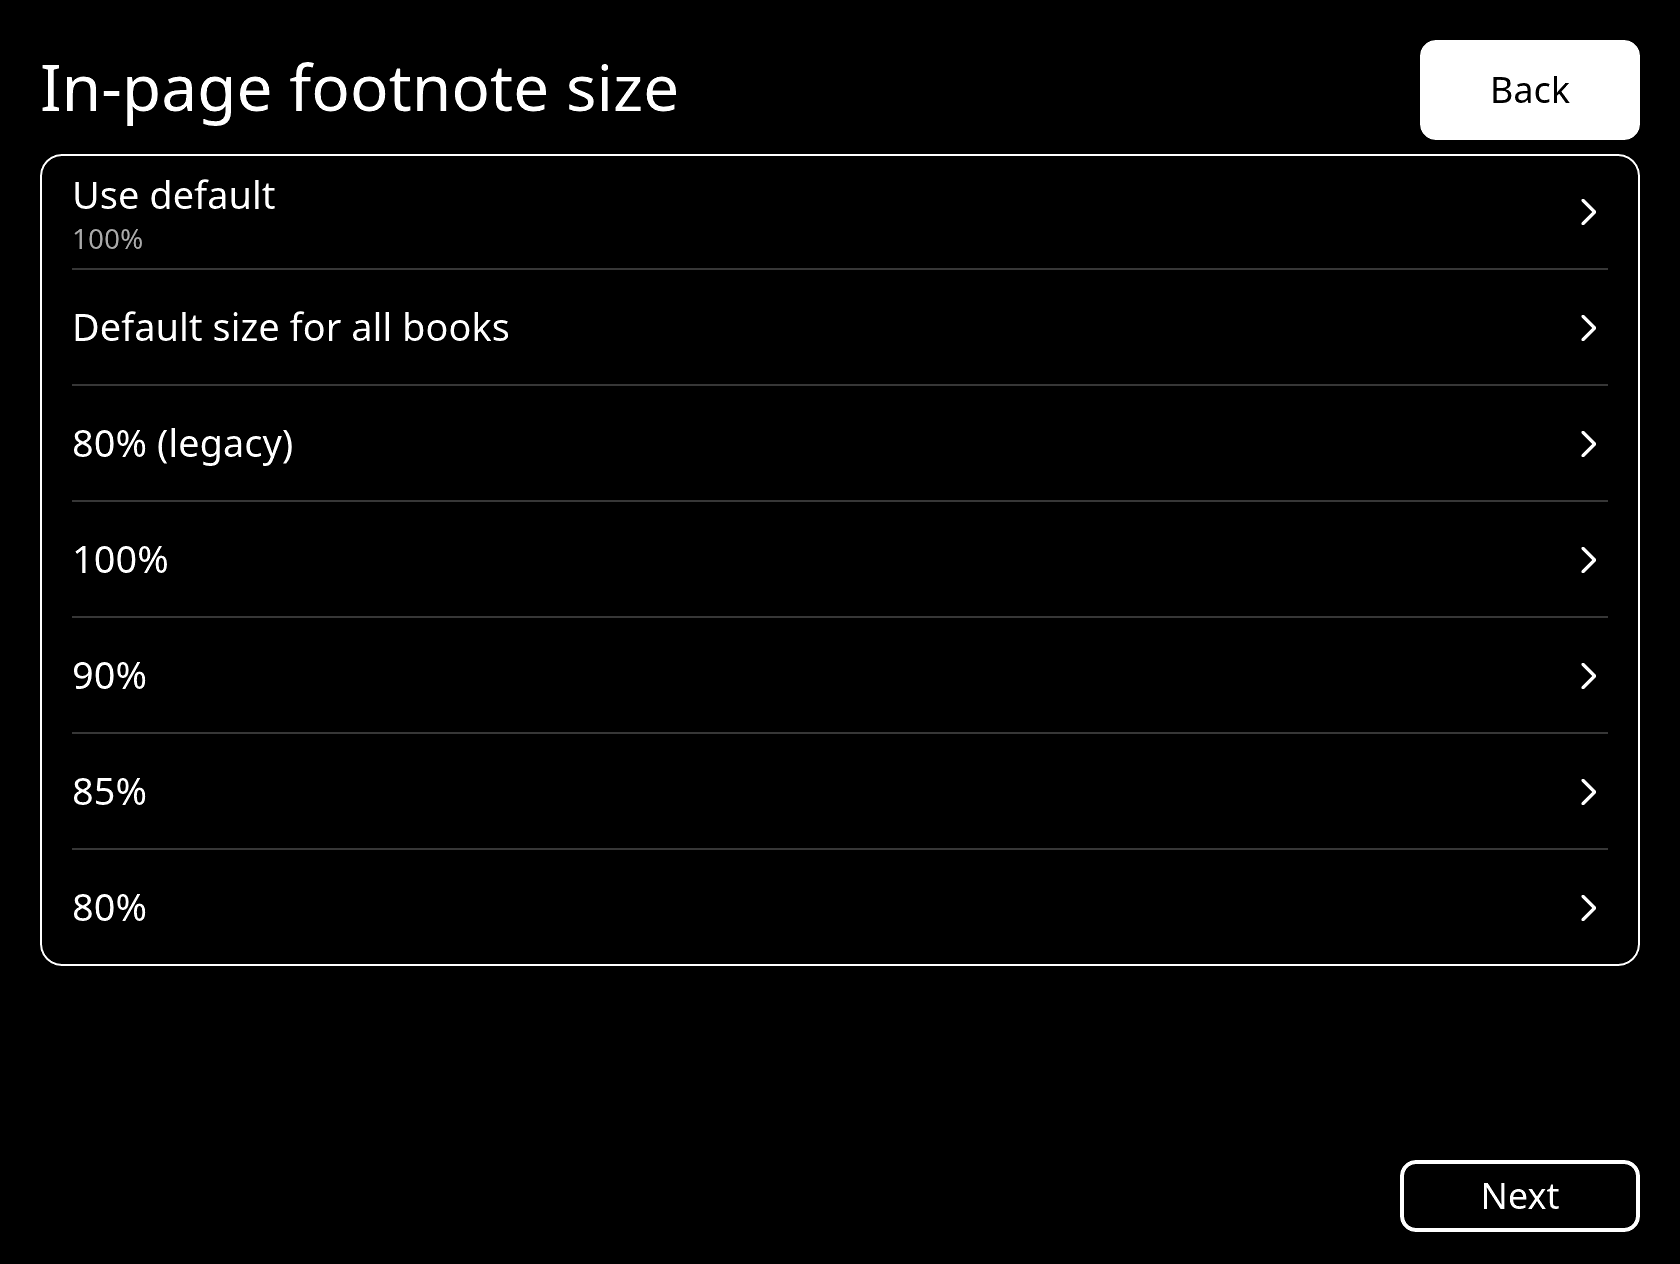 In-page footnote size
Back
Use default
100%
Default size for all books
80% (legacy)
100%
90%
85%
80%
Next